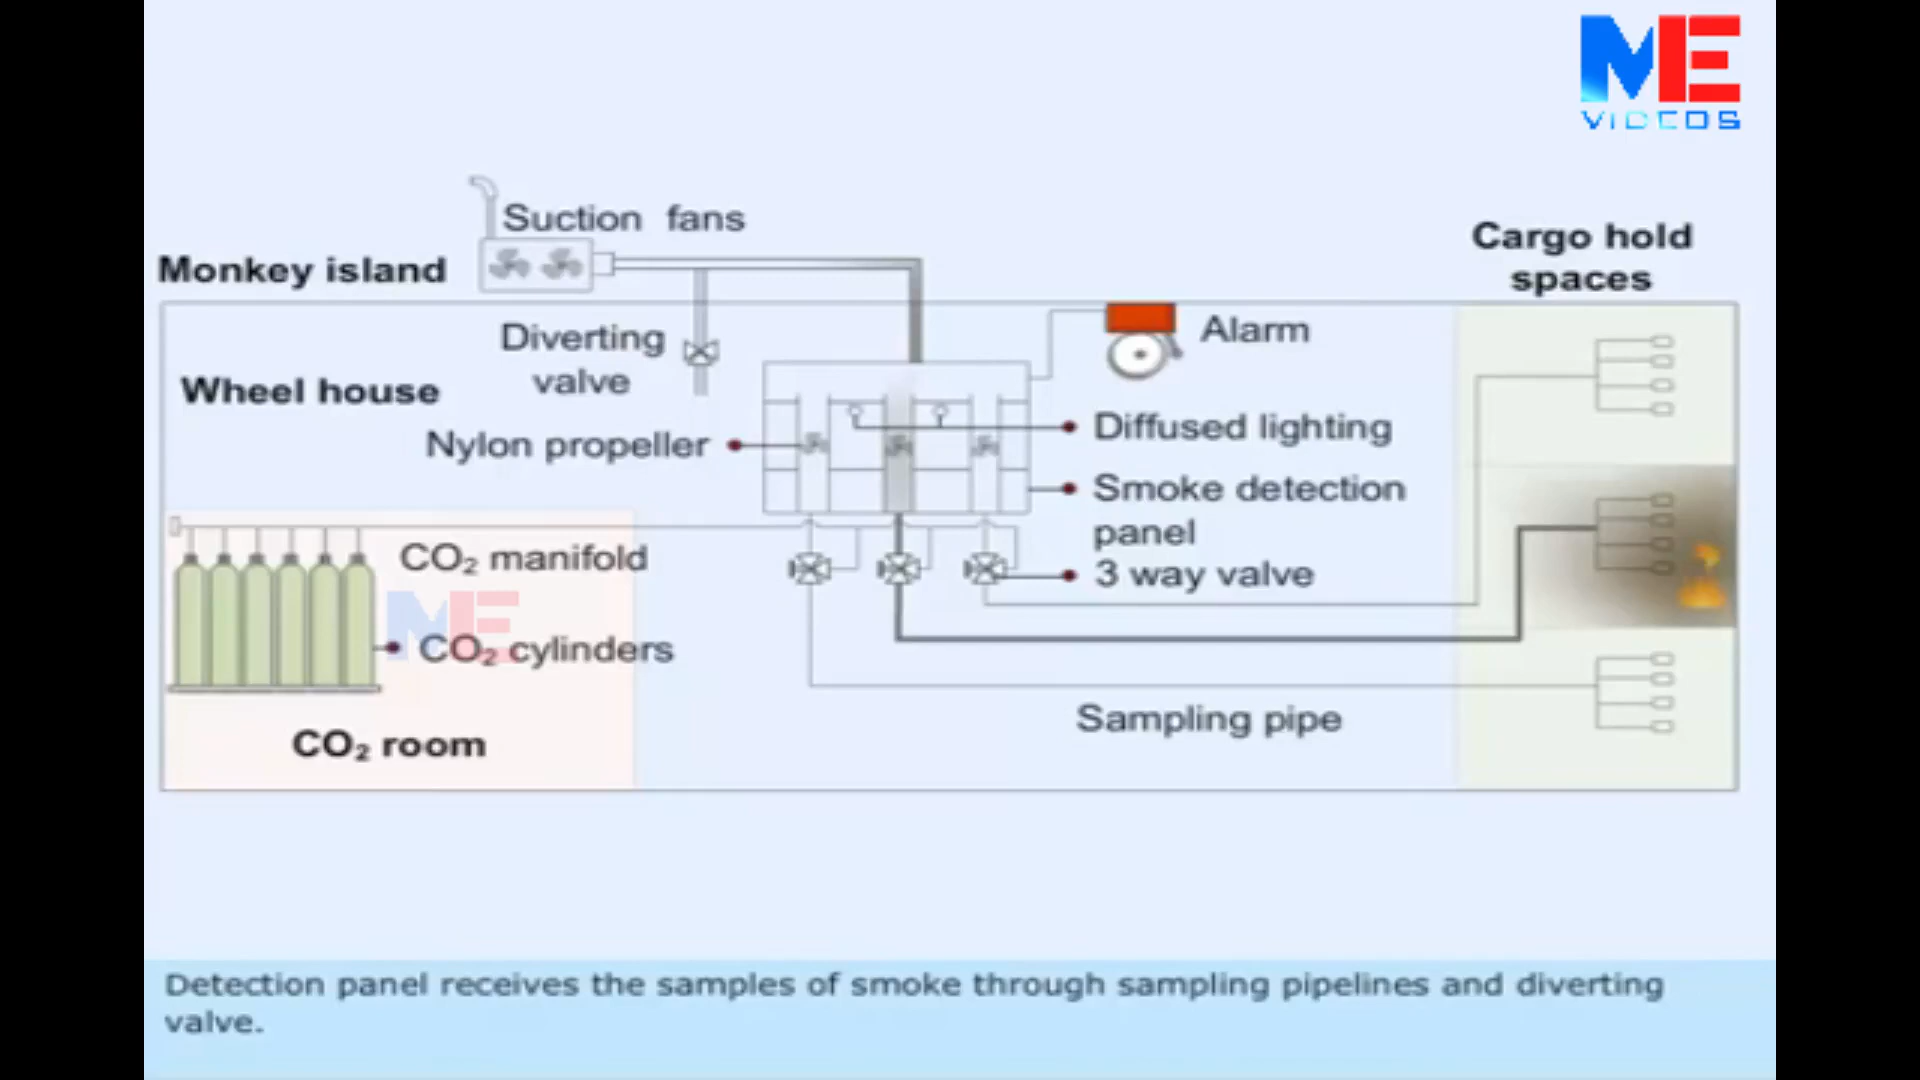 ME
VIDEOS
Suction fans
Monkey island
Cargo hold
spaces
Diverting
valve
Alarm
Wheel house
Nylon propeller
Diffused lighting
Smoke detection
panel
3 way valve
CO₂ manifold
ME
CO₂ cylinders
CO₂ room
Sampling pipe
Detection panel receives the samples of smoke through sampling pipelines and diverting
valve.